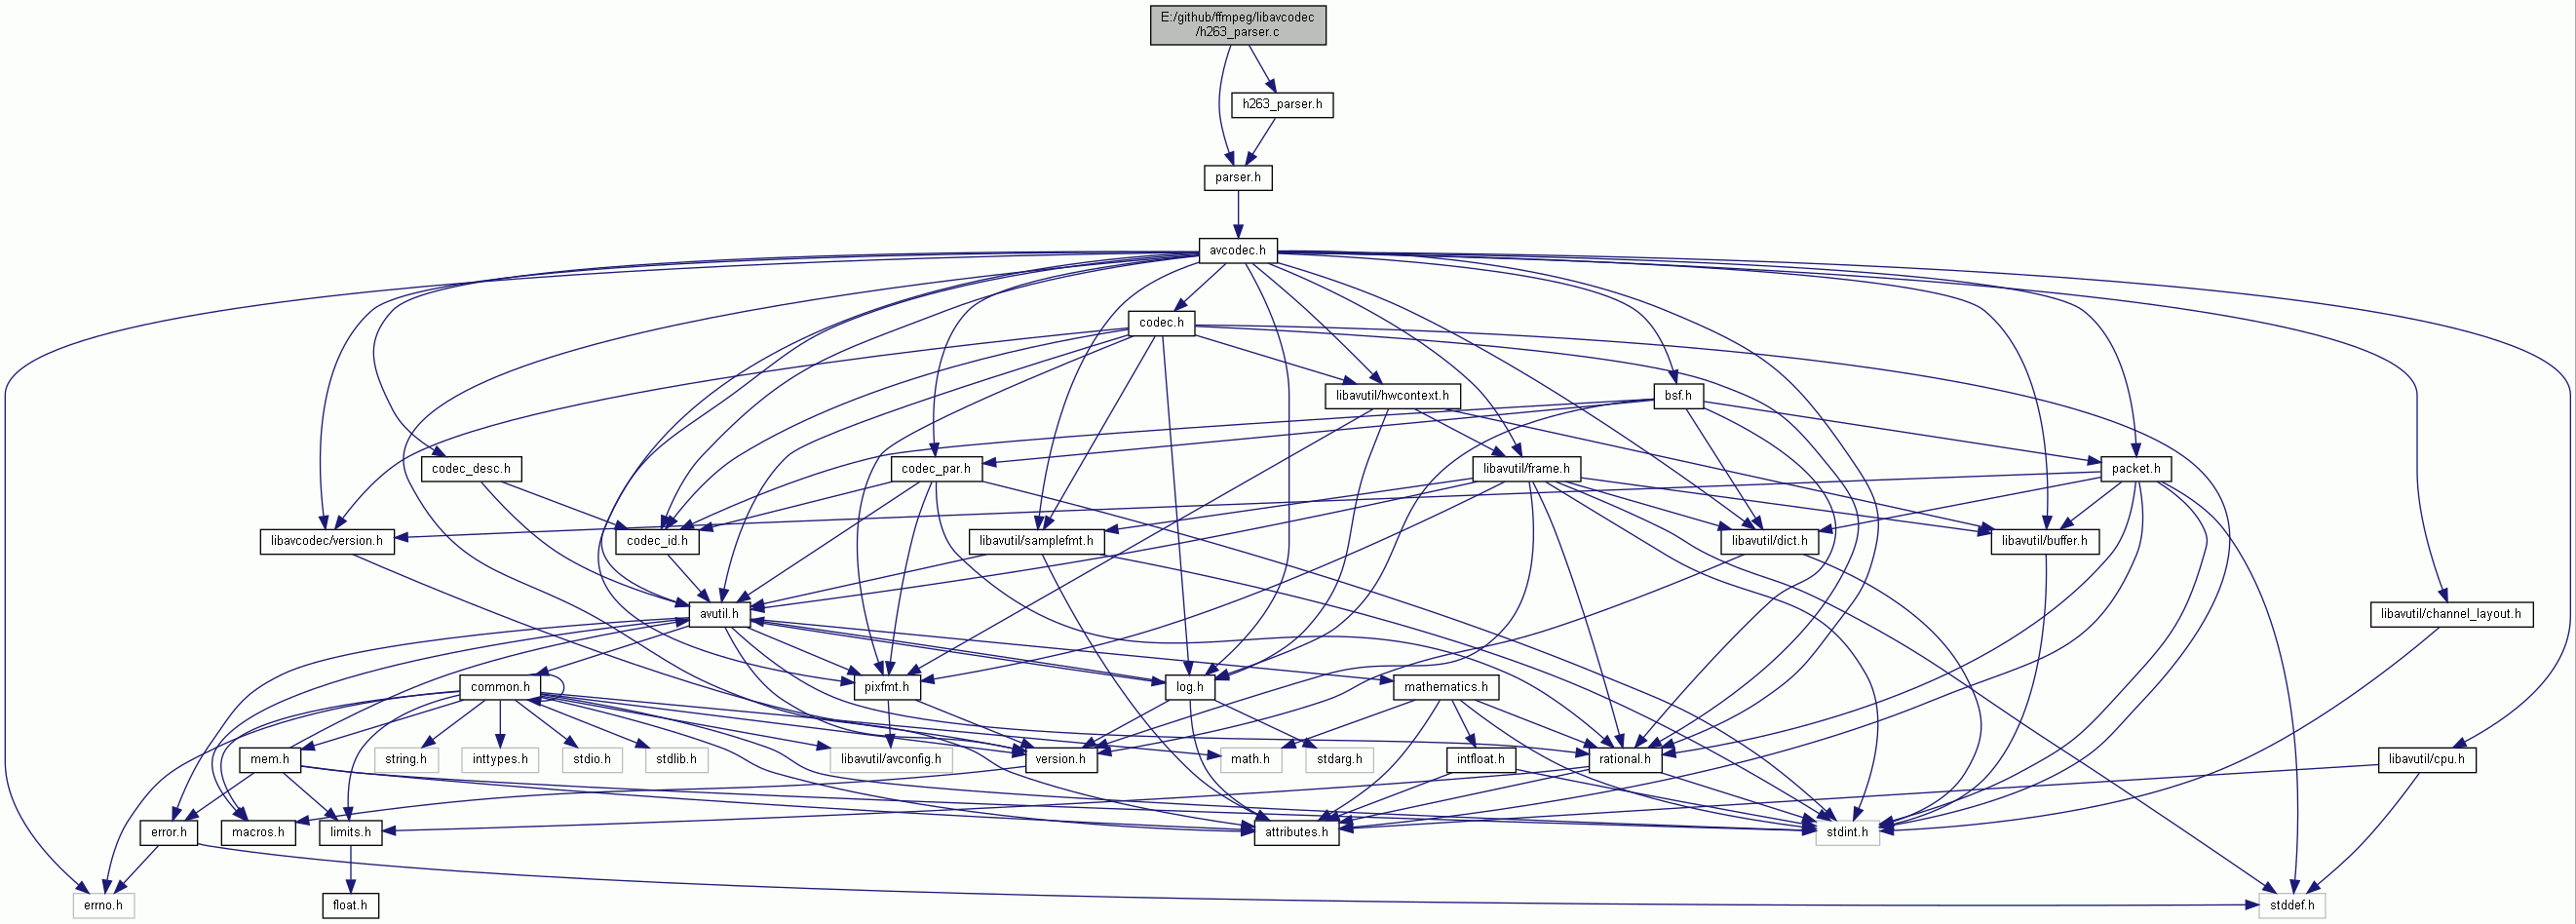 E:/github/ffmpeg/libavcodec
/h263_parser.c
h263_parser.h
parser.h
avcodec.h
codec.h
libavutil/hwcontext.h
bsf.h
codec_desc.h
codec_par.h
libavutil/frame.h
packet.h
libavcodec/version.h
codec_id.h
libavutil/samplefmt.h
libavutil/dict.h
libavutil/buffer.h
avutil.h
libavutil/channel_layout.h
common.h
pixfmt.h
log.h
mathematics.h
mem.h
string.h
inttypes.h
stdio.h
stdlib.h
libavutil/avconfig.h
version.h
math.h
stdarg.h
intfloat.h
rational.h
libavutil/cpu.h
error.h
macros.h
limits.h
attributes.h
stdint.h
errno.h
float.h
stddef.h